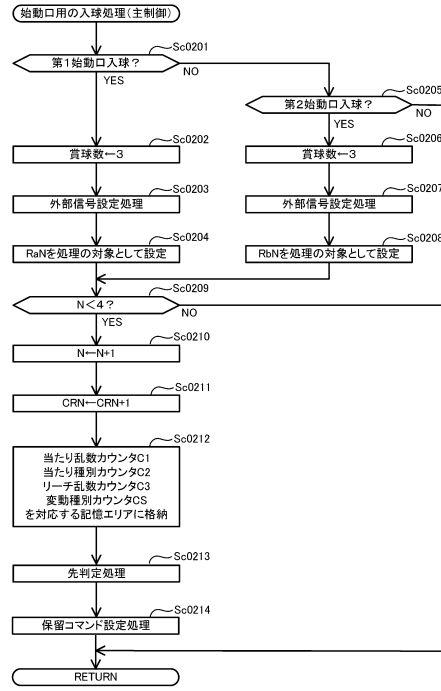 始動口用の入球処理(主制御)
Sc0201
第1始動口入球？
NO
YES
Sc0205
第2始動口入球？
NO
YES
Sc0202
賞球数←3
Sc0206
賞球数←3
Sc0203
外部信号設定処理
Sc0207
外部信号設定処理
Sc0204
RaNを処理の対象として設定
Sc0208
RbNを処理の対象として設定
Sc0209
N<4？
NO
YES
Sc0210
N←N+1
Sc0211
CRN←CRN+1
Sc0212
当たり乱数カウンタC1
当たり種別カウンタC2
リーチ乱数カウンタC3
変動種別カウンタCS
を対応する記憶エリアに格納
Sc0213
先判定処理
Sc0214
保留コマンド設定処理
RETURN